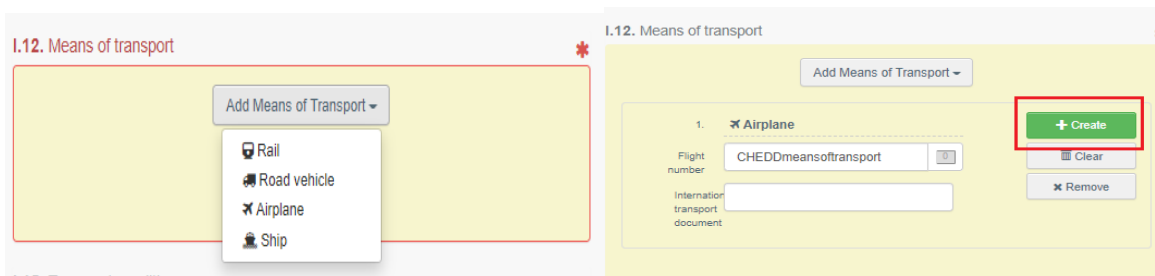 I.12. Means of transport *
Add Means of Transport
Rail
Road vehicle
Airplane
Ship
I.12. Means of transport
Add Means of Transport
1. Airplane
+ Create
Flight
number
CHEDDmeansoftransport
0
Clear
Internation
transport
document
Remove